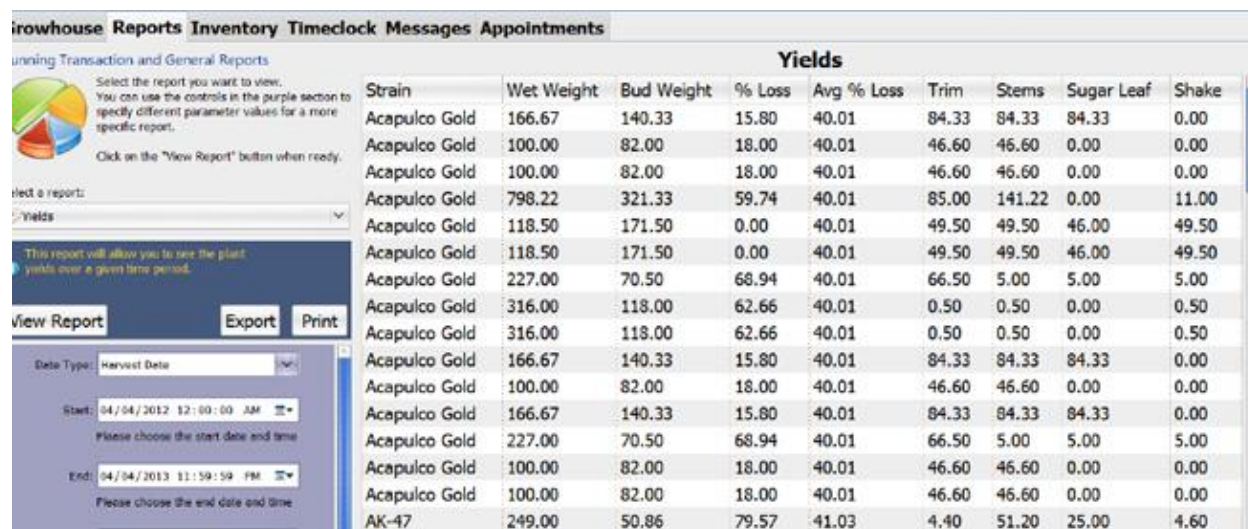 Growhouse Reports Inventory Timeclock Messages Appointments
unning Transaction and General Reports
Select the report you want to view.
You can use the controls in the purple section to
specify different parameter values for a more
specific report.
Click on the "View Report" button when ready.
elect a report:
Yields
This report will allow you to see the plant
yields over a given time period.
View Report Export Print
Date Type: Harvest Date
Start: 04/04/2012 12:00:00 AM
Please choose the start date and time
End: 04/04/2013 11:59:59 PM
Please choose the end date and time
Yields
Strain Wet Weight Bud Weight % Loss Avg % Loss Trim Stems Sugar Leaf Shake
Acapulco Gold 166.67 140.33 15.80 40.01 84.33 84.33 84.33 0.00
Acapulco Gold 100.00 82.00 18.00 40.01 46.60 46.60 0.00 0.00
Acapulco Gold 100.00 82.00 18.00 40.01 46.60 46.60 0.00 0.00
Acapulco Gold 798.22 321.33 59.74 40.01 85.00 141.22 0.00 11.00
Acapulco Gold 118.50 171.50 0.00 40.01 49.50 49.50 46.00 49.50
Acapulco Gold 118.50 171.50 0.00 40.01 49.50 49.50 46.00 49.50
Acapulco Gold 227.00 70.50 68.94 40.01 66.50 5.00 5.00 5.00
Acapulco Gold 316.00 118.00 62.66 40.01 0.50 0.50 0.00 0.50
Acapulco Gold 316.00 118.00 62.66 40.01 0.50 0.50 0.00 0.50
Acapulco Gold 166.67 140.33 15.80 40.01 84.33 84.33 84.33 0.00
Acapulco Gold 100.00 82.00 18.00 40.01 46.60 46.60 0.00 0.00
Acapulco Gold 166.67 140.33 15.80 40.01 84.33 84.33 84.33 0.00
Acapulco Gold 227.00 70.50 68.94 40.01 66.50 5.00 5.00 5.00
Acapulco Gold 100.00 82.00 18.00 40.01 46.60 46.60 0.00 0.00
Acapulco Gold 100.00 82.00 18.00 40.01 46.60 46.60 0.00 0.00
AK-47 249.00 50.86 79.57 41.03 4.40 51.20 25.00 4.60